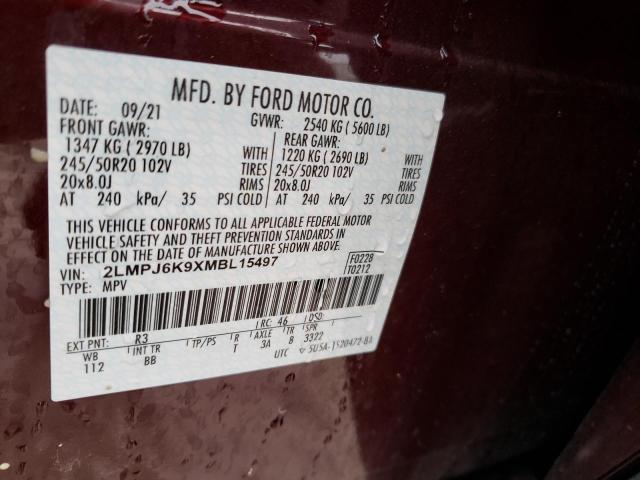 MFD. BY FORD MOTOR CO.
DATE: 09/21 GVWR: 2540 KG ( 5600 LB)
FRONT GAWR: REAR GAWR:
1347 KG ( 2970 LB) WITH 1220 KG ( 2690 LB) WITH
245/50R20 102V TIRES 245/50R20 102V TIRES
20x8.0J RIMS 20x8.0J RIMS
AT 240 kPa/ 35 PSI COLD AT 240 kPa/ 35 PSI COLD
THIS VEHICLE CONFORMS TO ALL APPLICABLE FEDERAL MOTOR
VEHICLE SAFETY AND THEFT PREVENTION STANDARDS IN
EFFECT ON THE DATE OF MANUFACTURE SHOWN ABOVE.
VIN: 2LMPJ6K9XMBL15497 F0228
TYPE: MPV T0212
EXT PNT: R3 RC: 46 DSO:
WB INT TR TP/PS R AXLE TR SPR
112 BB T 3A 8 3322
UTC 5U5A-1520472-BA